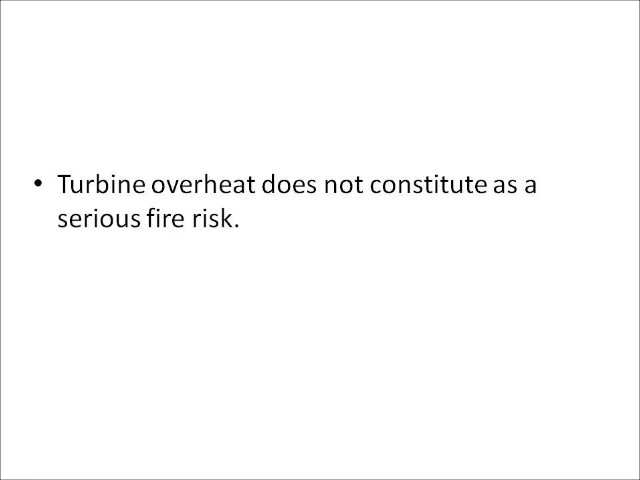 • Turbine overheat does not constitute as a
serious fire risk.